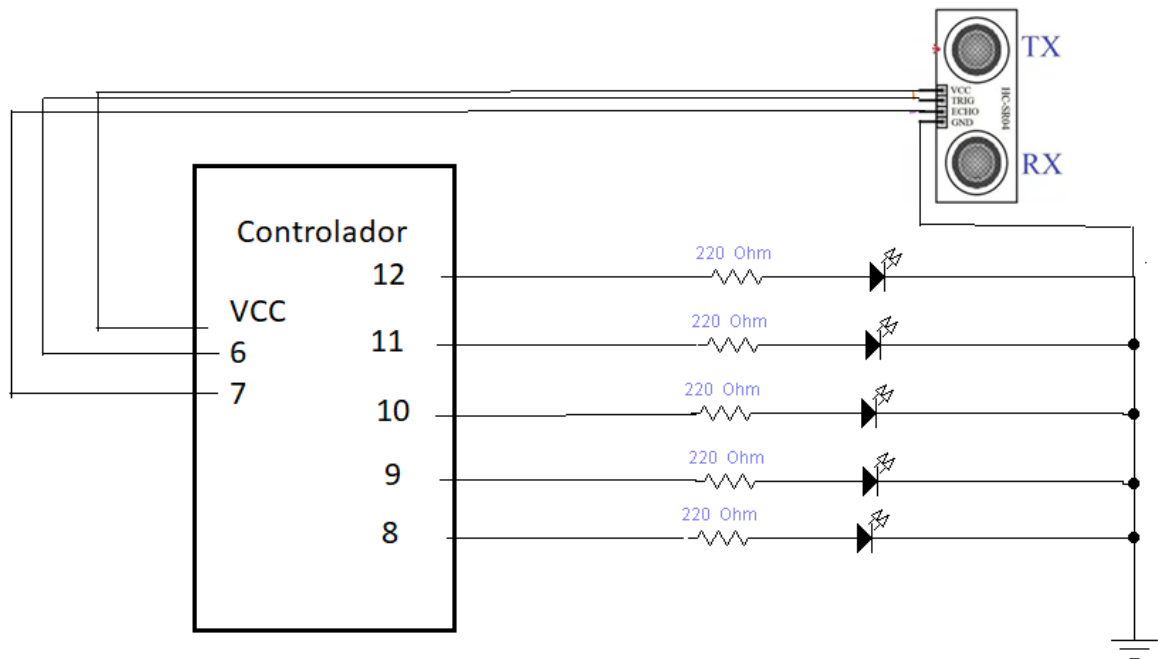 TX
VCC
TRIG
ECHO
GND
HC-SR04
RX
Controlador
12
220 Ohm
VCC
11
220 Ohm
6
7
10
220 Ohm
9
220 Ohm
8
220 Ohm